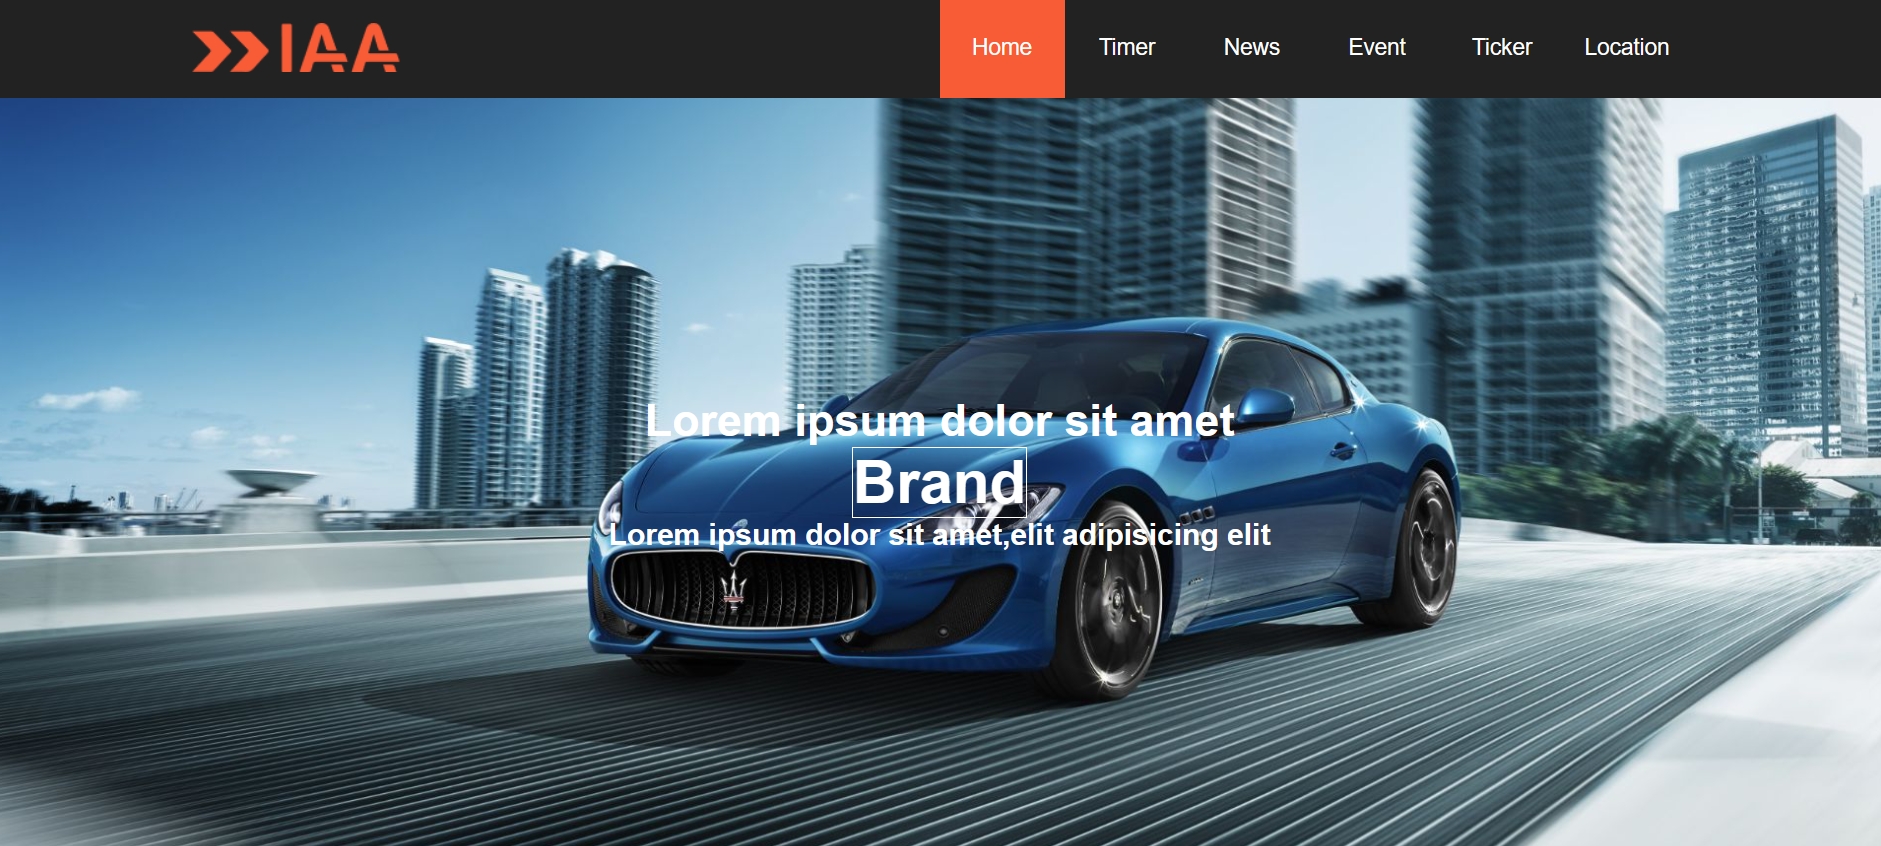 IAA
Home Timer News Event Ticker Location
Lorem ipsum dolor sit amet
Brand
Lorem ipsum dolor sit amet,elit adipisicing elit